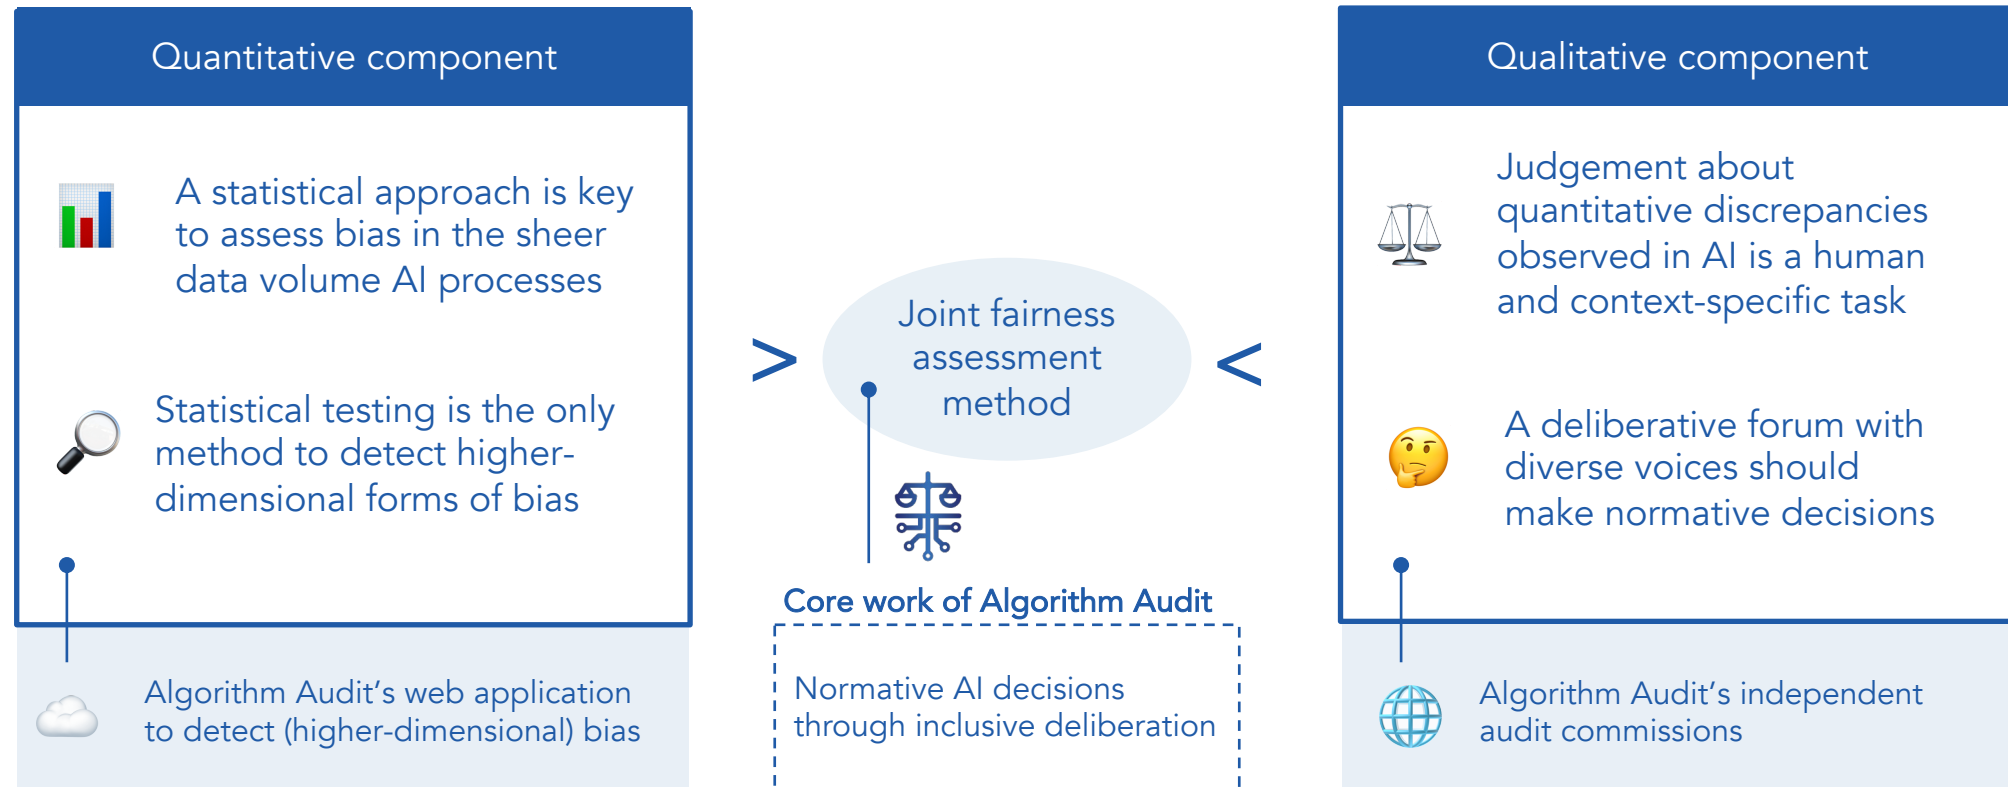 Quantitative component
A statistical approach is key
to assess bias in the sheer
data volume AI processes
Statistical testing is the only
method to detect higher-
dimensional forms of bias
Algorithm Audit’s web application
to detect (higher-dimensional) bias
>
Joint fairness
assessment
method
<
Core work of Algorithm Audit
Normative AI decisions
through inclusive deliberation
Qualitative component
Judgement about
quantitative discrepancies
observed in AI is a human
and context-specific task
A deliberative forum with
diverse voices should
make normative decisions
Algorithm Audit’s independent
audit commissions